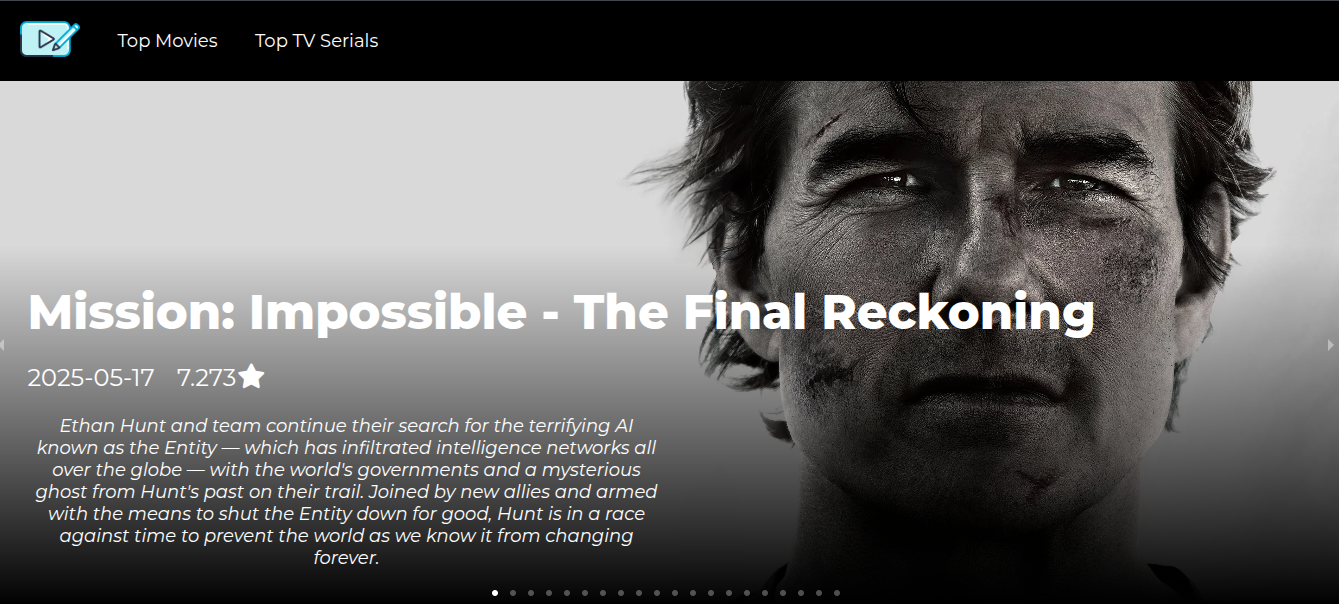 Top Movies Top TV Serials
Mission: Impossible - The Final Reckoning
2025-05-17 7.273
Ethan Hunt and team continue their search for the terrifying AI
known as the Entity — which has infiltrated intelligence networks all
over the globe — with the world's governments and a mysterious
ghost from Hunt's past on their trail. Joined by new allies and armed
with the means to shut the Entity down for good, Hunt is in a race
against time to prevent the world as we know it from changing
forever.